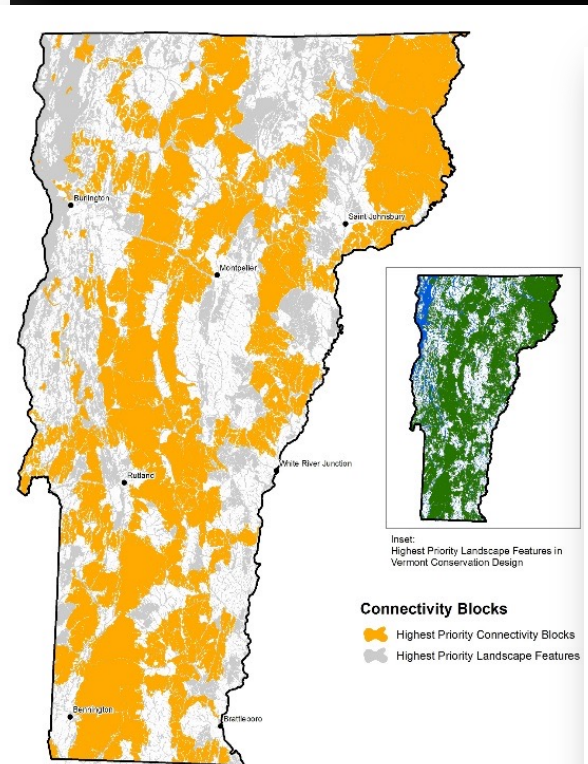 Burlington
Saint Johnsbury
Montpelier
White River Junction
Rutland
Inset:
Highest Priority Landscape Features in
Vermont Conservation Design
Connectivity Blocks
Highest Priority Connectivity Blocks
Highest Priority Landscape Features
Bennington
Brattleboro